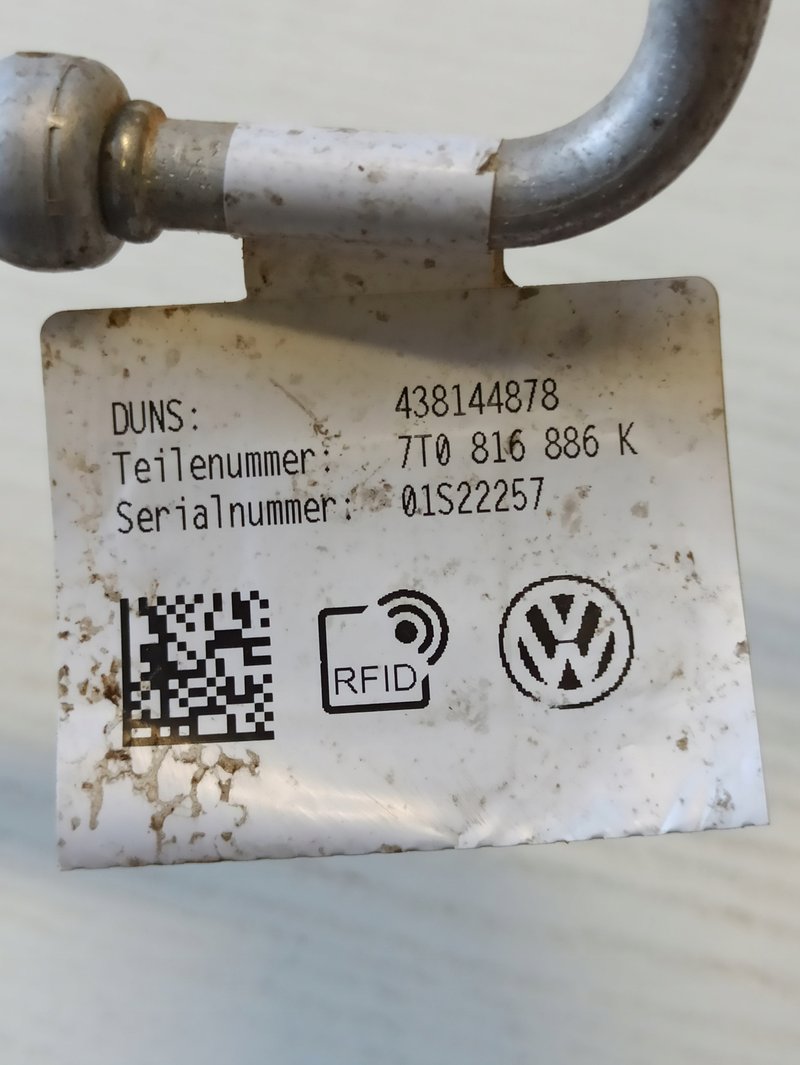 DUNS: 438144878
Teilenummer: 7T0 816 886 K
Serialnummer: 01S22257
RFID